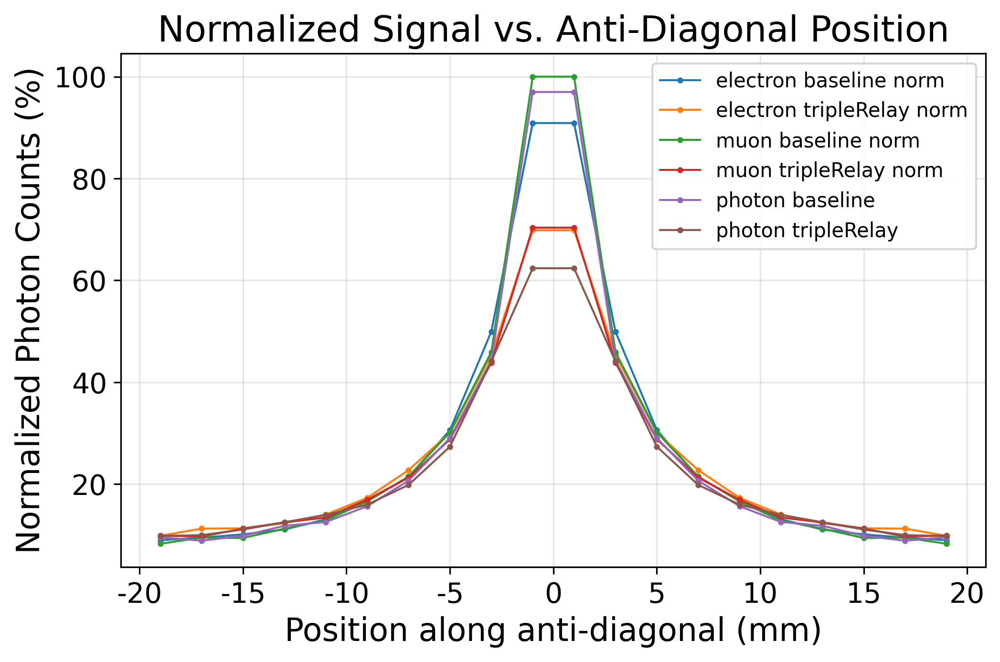 Normalized Signal vs. Anti-Diagonal Position
Normalized Photon Counts (%)
100
80
60
40
20
electron baseline norm
electron tripleRelay norm
muon baseline norm
muon tripleRelay norm
photon baseline
photon tripleRelay
-20 -15 -10 -5 0 5 10 15 20
Position along anti-diagonal (mm)